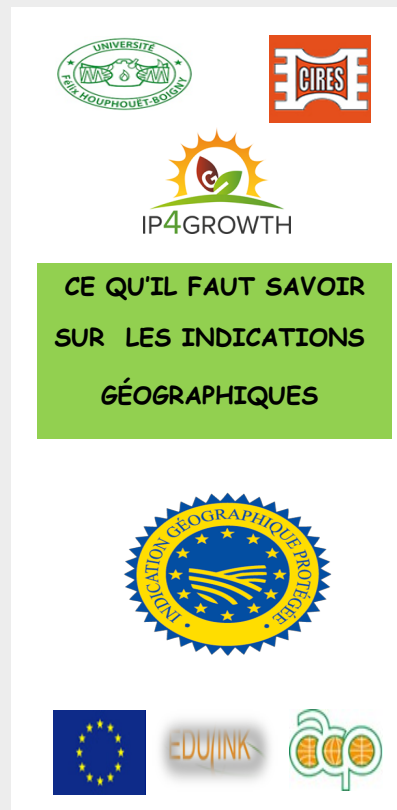 UNIVERSITÉ
Félix HOUPHOUËT-BOIGNY
CIRES
IP4GROWTH
CE QU'IL FAUT SAVOIR
SUR LES INDICATIONS
GÉOGRAPHIQUES
INDICATION GÉOGRAPHIQUE PROTÉGÉE
EDULINK
acp